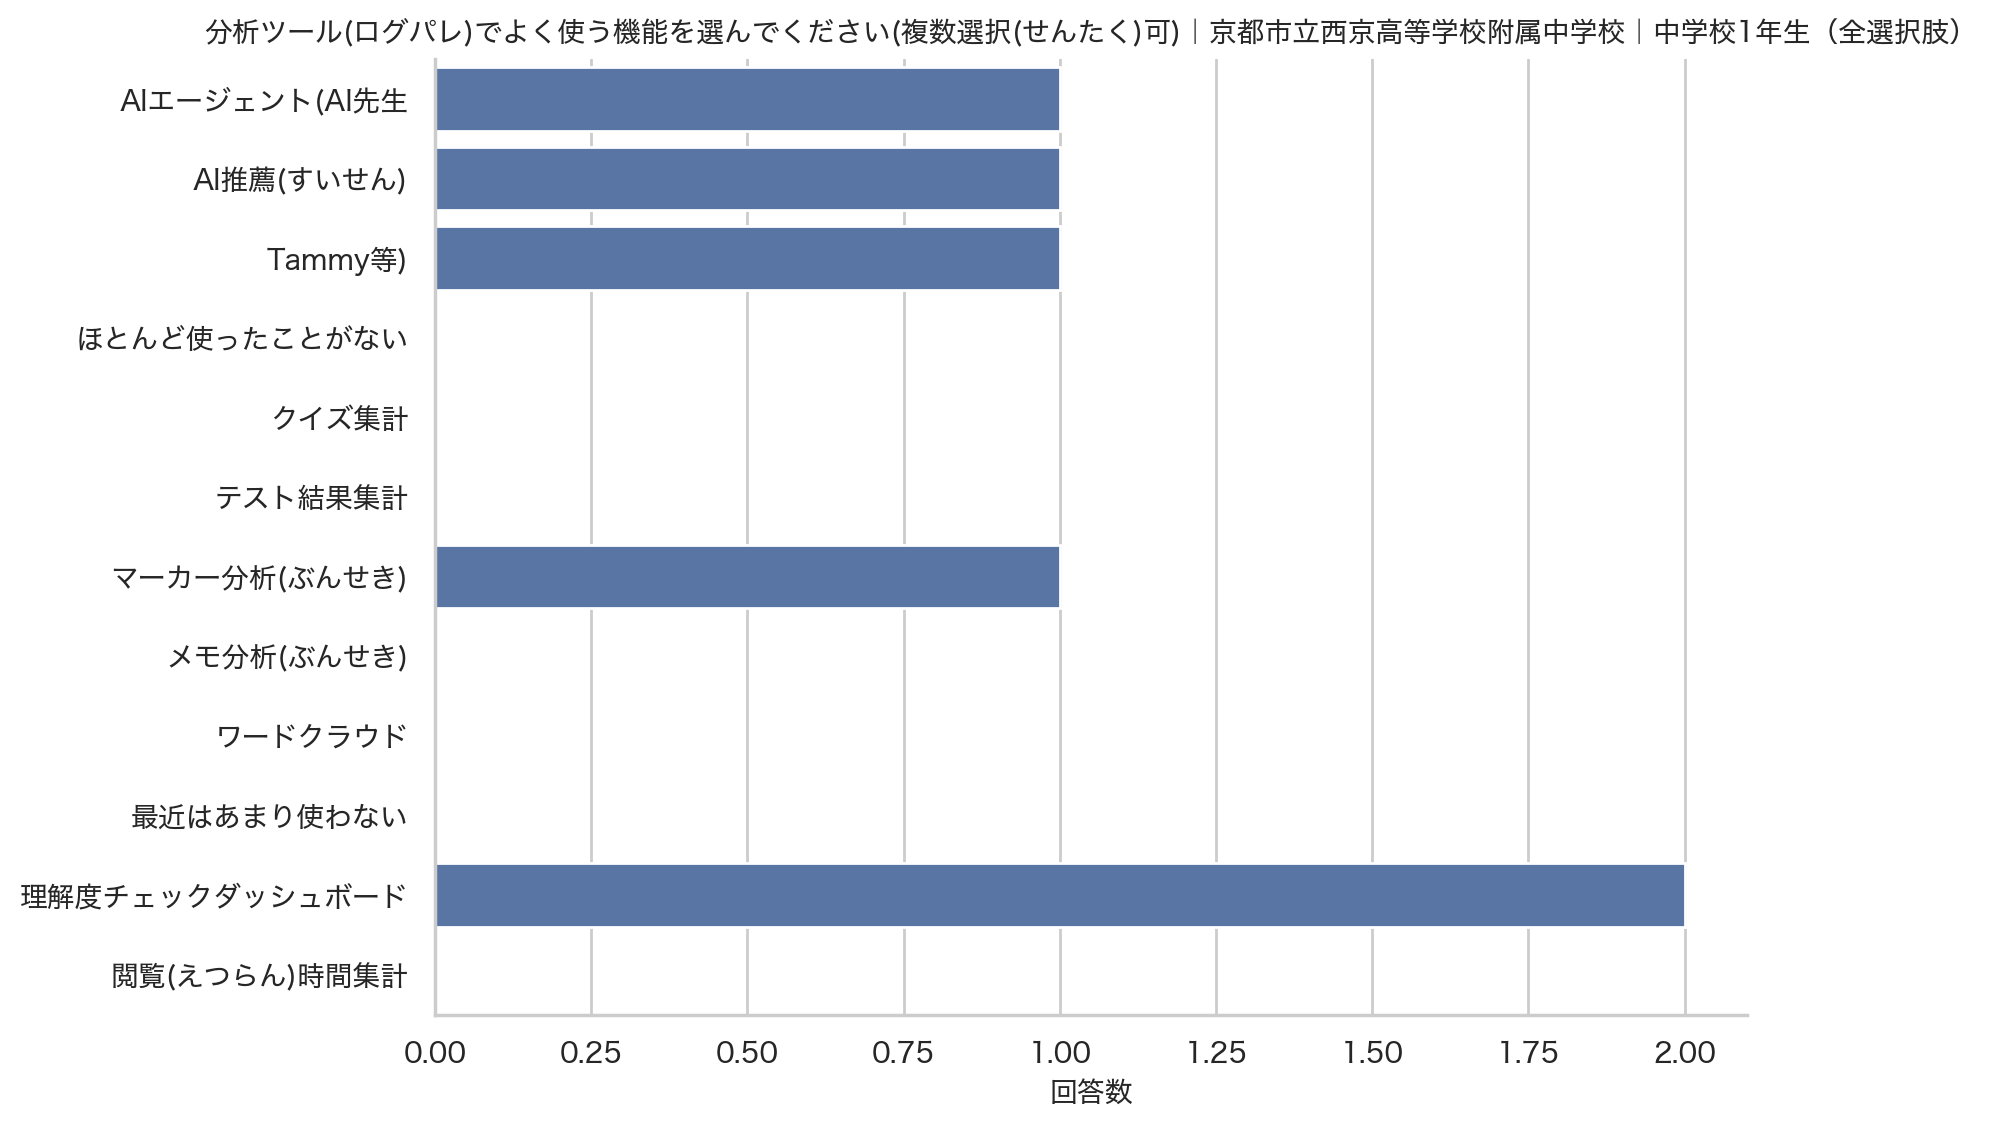 分析ツール(ログパレ)でよく使う機能を選んでください(複数選択(せんたく)可)｜京都市立西京高等学校附属中学校｜中学校1年生（全選択肢）
AIエージェント(AI先生
AI推薦(すいせん)
Tammy等)
ほとんど使ったことがない
クイズ集計
テスト結果集計
マーカー分析(ぶんせき)
メモ分析(ぶんせき)
ワードクラウド
最近はあまり使わない
理解度チェックダッシュボード
閲覧(えつらん)時間集計
0.00 0.25 0.50 0.75 1.00 1.25 1.50 1.75 2.00
回答数